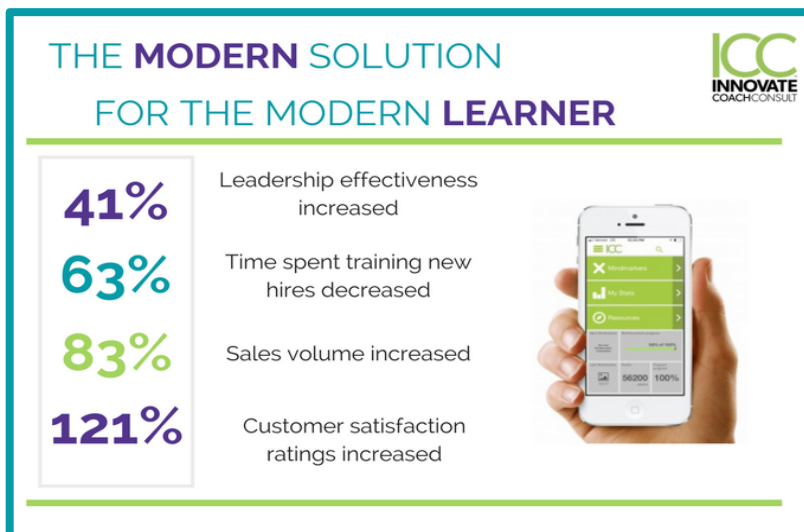 THE MODERN SOLUTION
FOR THE MODERN LEARNER
ICC
INNOVATE
COACHCONSULT
41%
Leadership effectiveness
increased
63%
Time spent training new
hires decreased
83%
Sales volume increased
121%
Customer satisfaction
ratings increased
ICC
Mindmarkers
My Stats
Resources
56200
100%